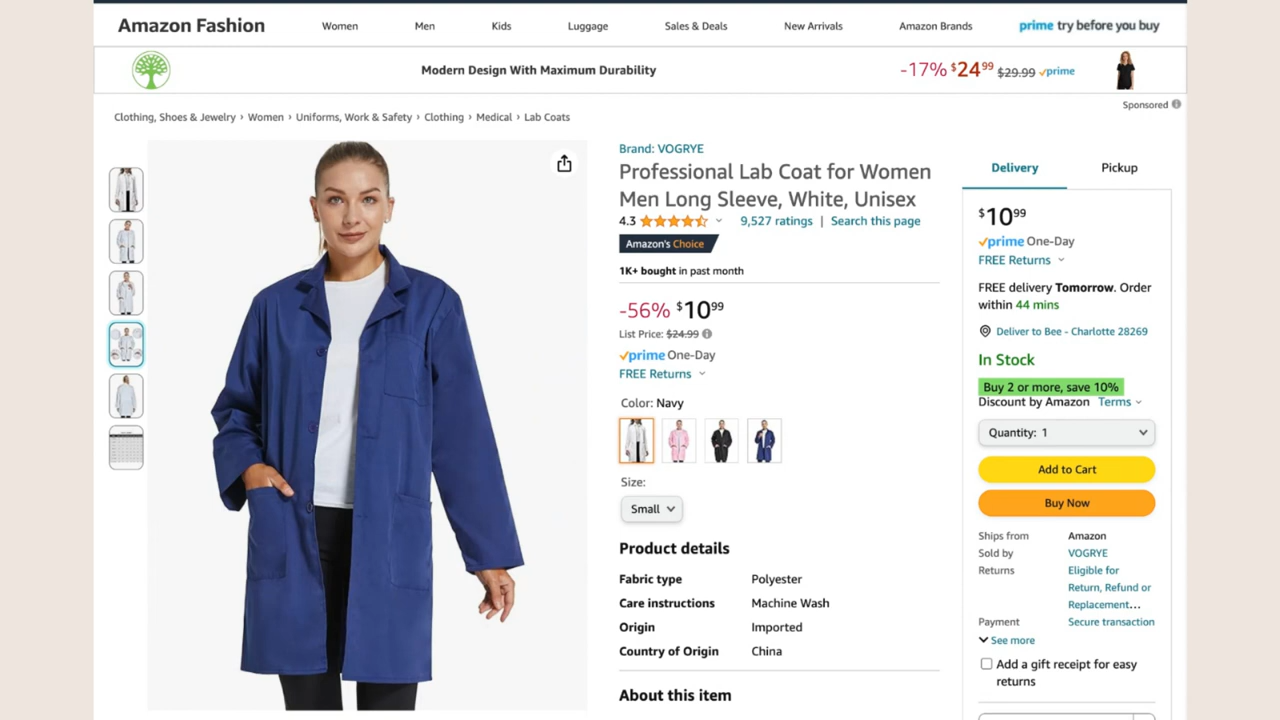 Amazon Fashion
Women
Men
Kids
Luggage
Sales & Deals
New Arrivals
Amazon Brands
prime try before you buy
Modern Design With Maximum Durability
-17% $24 99 $29.99 prime
Sponsored
Clothing, Shoes & Jewelry › Women › Uniforms, Work & Safety › Clothing › Medical › Lab Coats
Brand: VOGRYE
Professional Lab Coat for Women
Men Long Sleeve, White, Unisex
4.3
9,527 ratings | Search this page
Amazon's Choice
1K+ bought in past month
-56% $10 99
List Price: $24.99
prime One-Day
FREE Returns
Color: Navy
Size:
Small
Product details
Fabric type Polyester
Care instructions Machine Wash
Origin Imported
Country of Origin China
About this item
Delivery
Pickup
$10 99
prime One-Day
FREE Returns
FREE delivery Tomorrow. Order
within 44 mins
Deliver to Bee - Charlotte 28269
In Stock
Buy 2 or more, save 10%
Discount by Amazon Terms
Quantity: 1
Add to Cart
Buy Now
Ships from Amazon
Sold by VOGRYE
Returns Eligible for
Return, Refund or
Replacement...
Payment Secure transaction
See more
Add a gift receipt for easy
returns